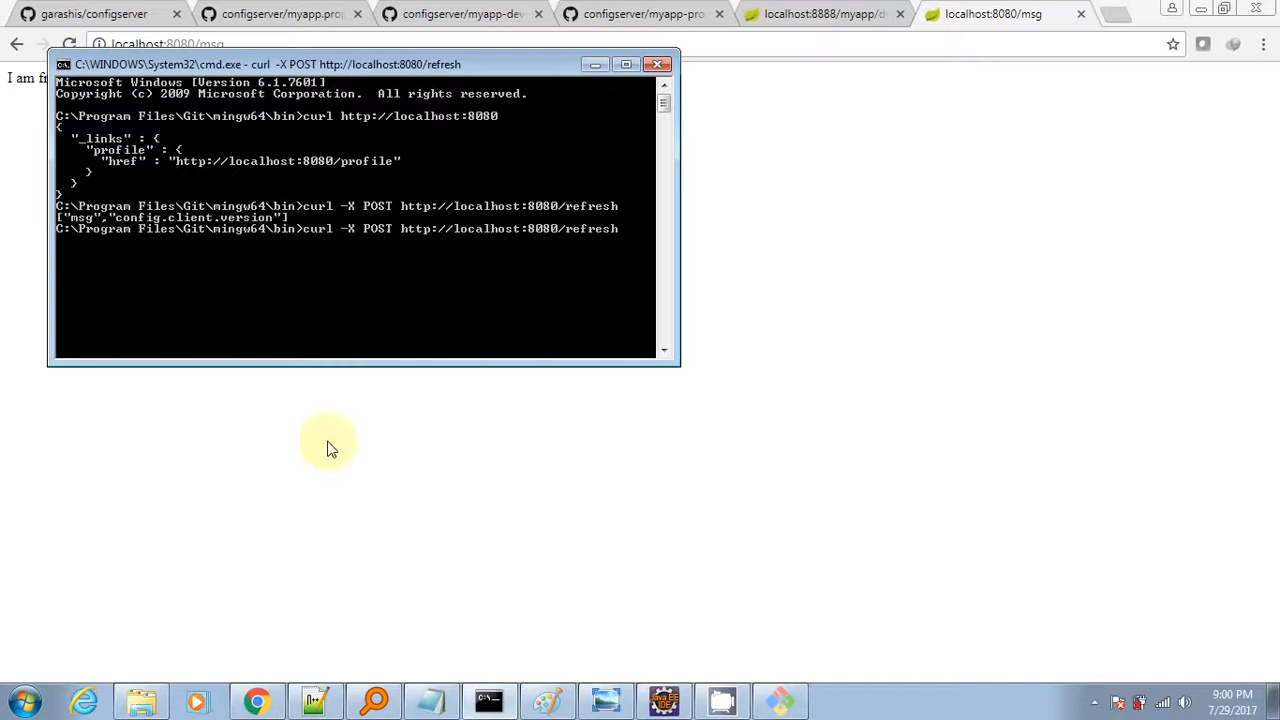 garashis/configserver
configserver/myapp.prop
configserver/myapp-dev
configserver/myapp-pro
localhost:8888/myapp/d
localhost:8080/msg
localhost:8080/msg
I am f
C:\WINDOWS\System32\cmd.exe - curl -X POST http://localhost:8080/refresh
Microsoft Windows [Version 6.1.7601]
Copyright (c) 2009 Microsoft Corporation. All rights reserved.
C:\Program Files\Git\mingw64\bin>curl http://localhost:8080
{
"_links" : {
"profile" : {
"href" : "http://localhost:8080/profile"
}
}
}
C:\Program Files\Git\mingw64\bin>curl -X POST http://localhost:8080/refresh
["msg","config.client.version"]
C:\Program Files\Git\mingw64\bin>curl -X POST http://localhost:8080/refresh
Java EE
IDE
9:00 PM
7/29/2017